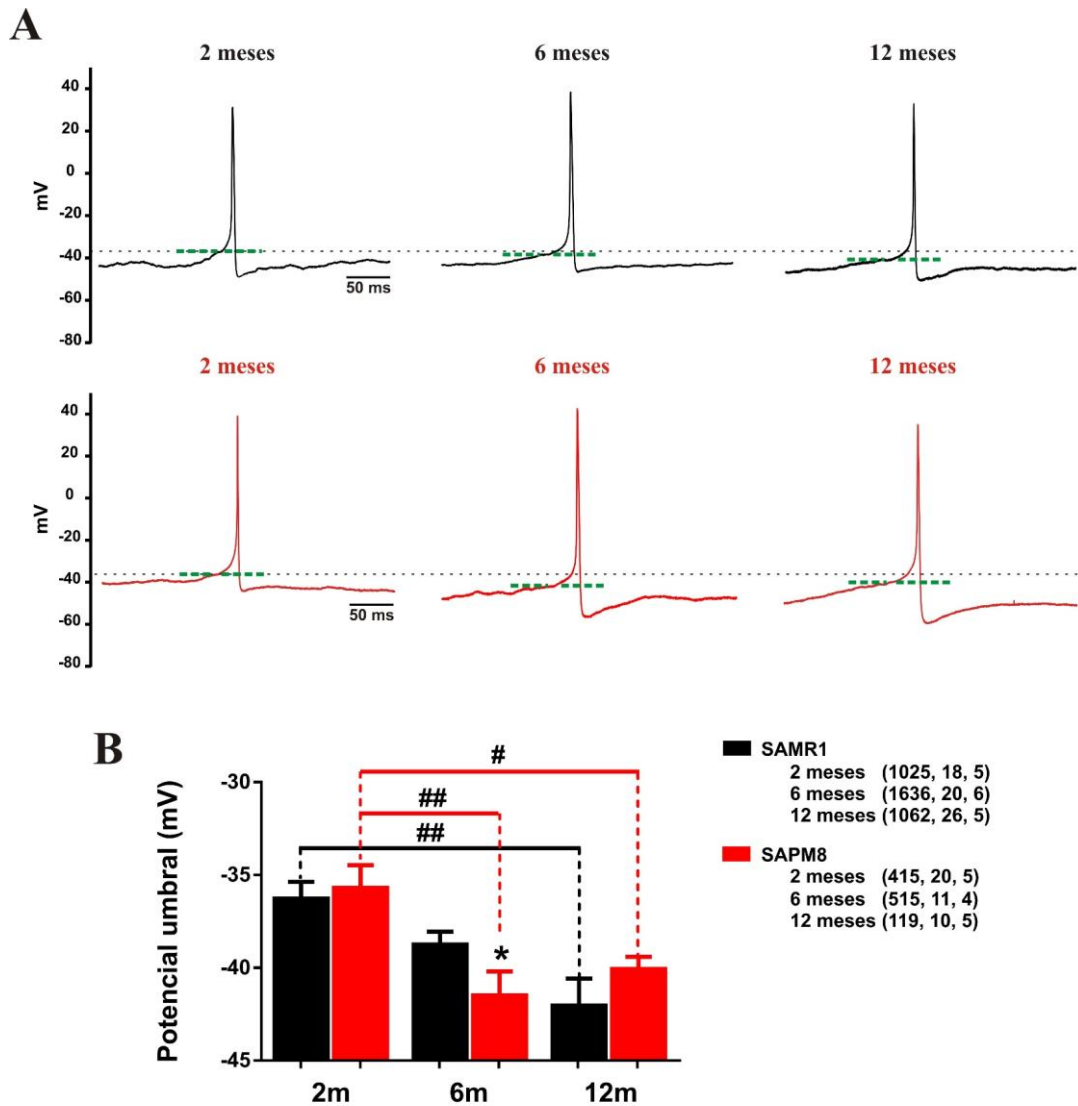 A
2 meses 6 meses 12 meses
40
20
0
-20
-40
-60
-80
mV
50 ms
2 meses 6 meses 12 meses
40
20
0
-20
-40
-60
-80
mV
50 ms
B
-30
-35
-40
-45
Potencial umbral (mV)
#
##
##
*
2m 6m 12m
SAMR1
2 meses (1025, 18, 5)
6 meses (1636, 20, 6)
12 meses (1062, 26, 5)
SAPM8
2 meses (415, 20, 5)
6 meses (515, 11, 4)
12 meses (119, 10, 5)